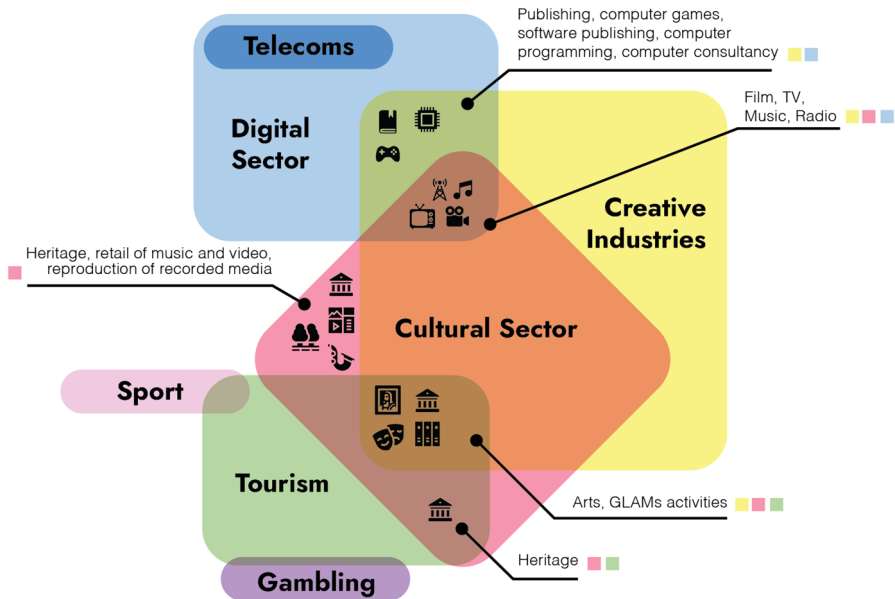 Publishing, computer games,
software publishing, computer
programming, computer consultancy
Telecoms
Film, TV,
Music, Radio
Digital
Sector
Creative
Industries
Heritage, retail of music and video,
reproduction of recorded media
Cultural Sector
Sport
Tourism
Arts, GLAMs activities
Heritage
Gambling